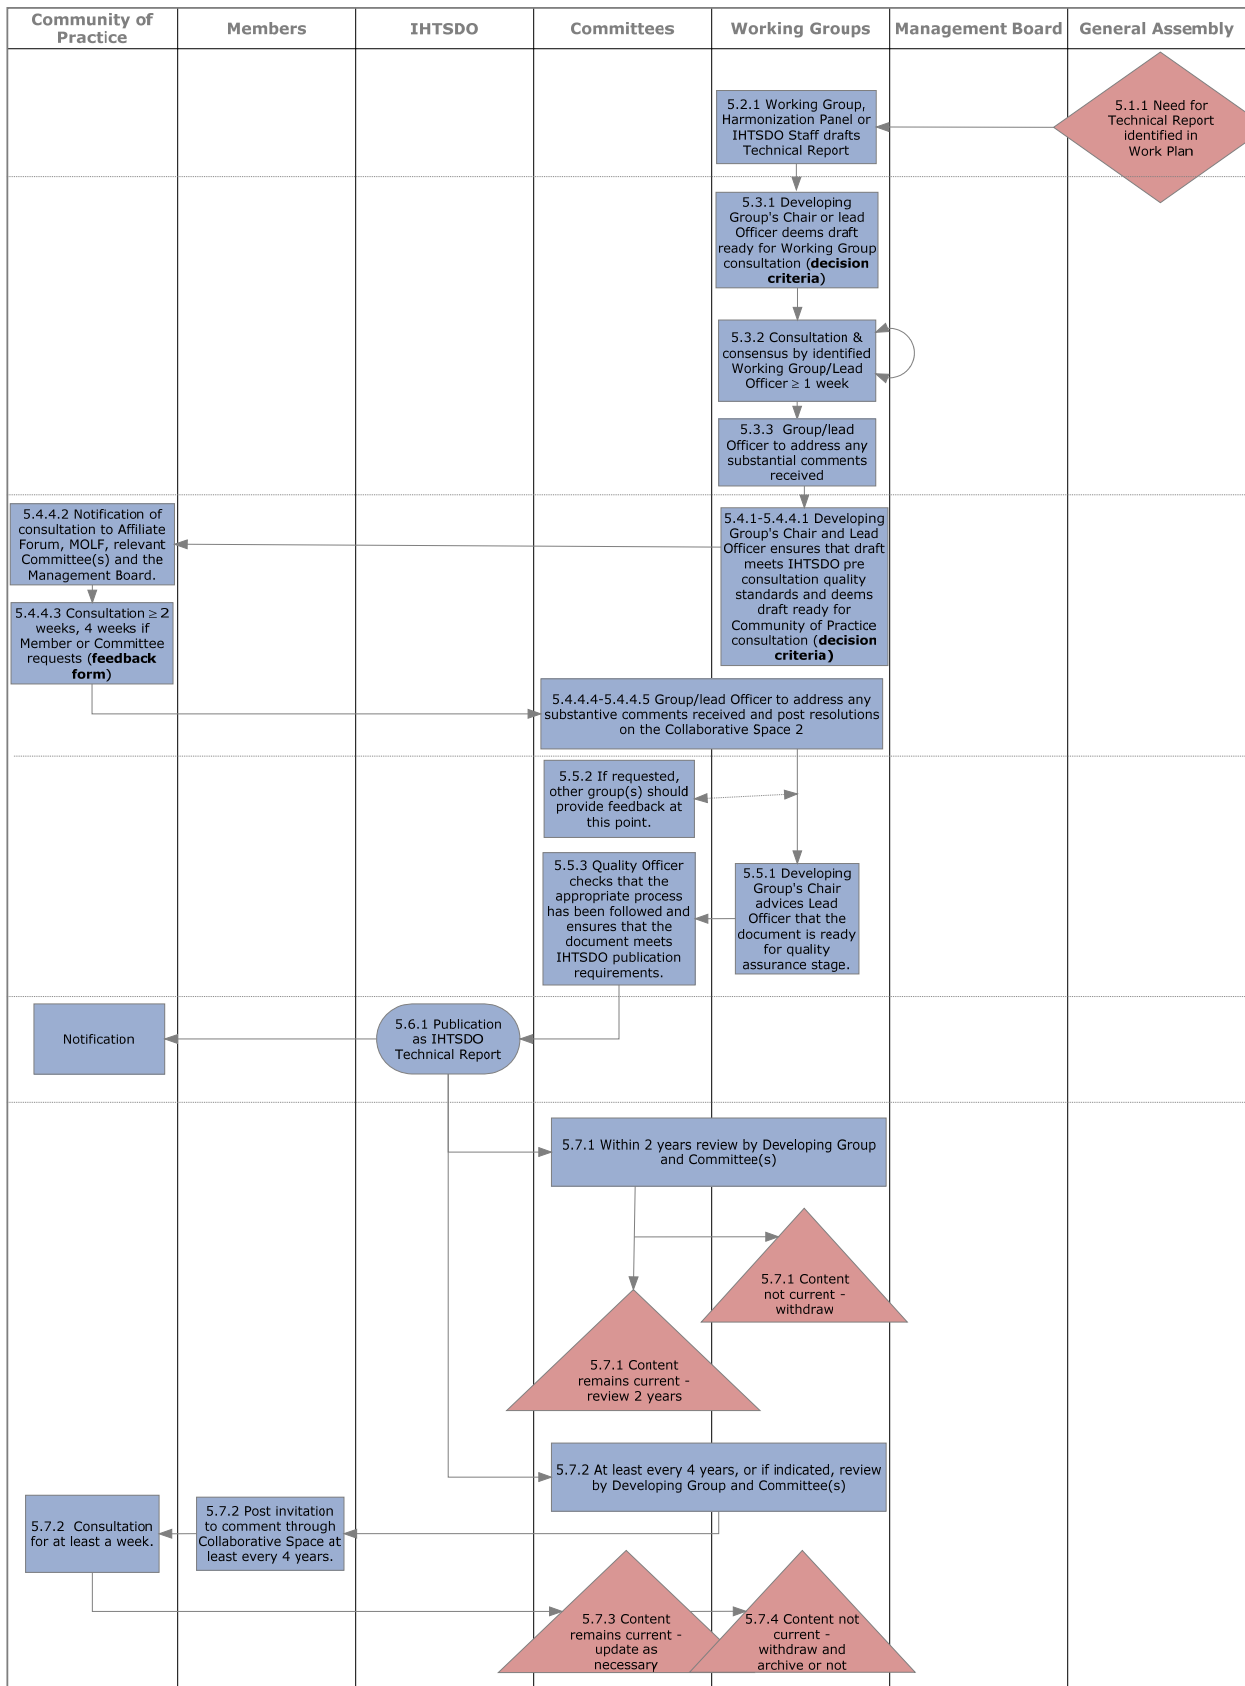 Community of
Practice
Members
IHTSDO
Committees
Working Groups
Management Board
General Assembly
5.2.1 Working Group,
Harmonization Panel or
IHTSDO Staff drafts
Technical Report
5.1.1 Need for
Technical Report
identified in
Work Plan
5.3.1 Developing
Group's Chair or lead
Officer deems draft
ready for Working Group
consultation (decision
criteria)
5.3.2 Consultation &
consensus by identified
Working Group/Lead
Officer ≥ 1 week
5.3.3  Group/lead
Officer to address any
substantial comments
received
5.4.4.2 Notification of
consultation to Affiliate
Forum, MOLF, relevant
Committee(s) and the
Management Board.
5.4.1-5.4.4.1 Developing
Group's Chair and Lead
Officer ensures that draft
meets IHTSDO pre
consultation quality
standards and deems
draft ready for
Community of Practice
consultation (decision
criteria)
5.4.4.3 Consultation ≥ 2
weeks, 4 weeks if
Member or Committee
requests (feedback
form)
5.4.4.4-5.4.4.5 Group/lead Officer to address any
substantive comments received and post resolutions
on the Collaborative Space 2
5.5.2 If requested,
other group(s) should
provide feedback at
this point.
5.5.3 Quality Officer
checks that the
appropriate process
has been followed and
ensures that the
document meets
IHTSDO publication
requirements.
5.5.1 Developing
Group's Chair
advices Lead
Officer that the
document is ready
for quality
assurance stage.
Notification
5.6.1 Publication
as IHTSDO
Technical Report
5.7.1 Within 2 years review by Developing Group
and Committee(s)
5.7.1 Content
not current -
withdraw
5.7.1 Content
remains current -
review 2 years
5.7.2 At least every 4 years, or if indicated, review
by Developing Group and Committee(s)
5.7.2  Consultation
for at least a week.
5.7.2 Post invitation
to comment through
Collaborative Space at
least every 4 years.
5.7.3 Content
remains current -
update as
necessary
5.7.4 Content not
current -
withdraw and
archive or not